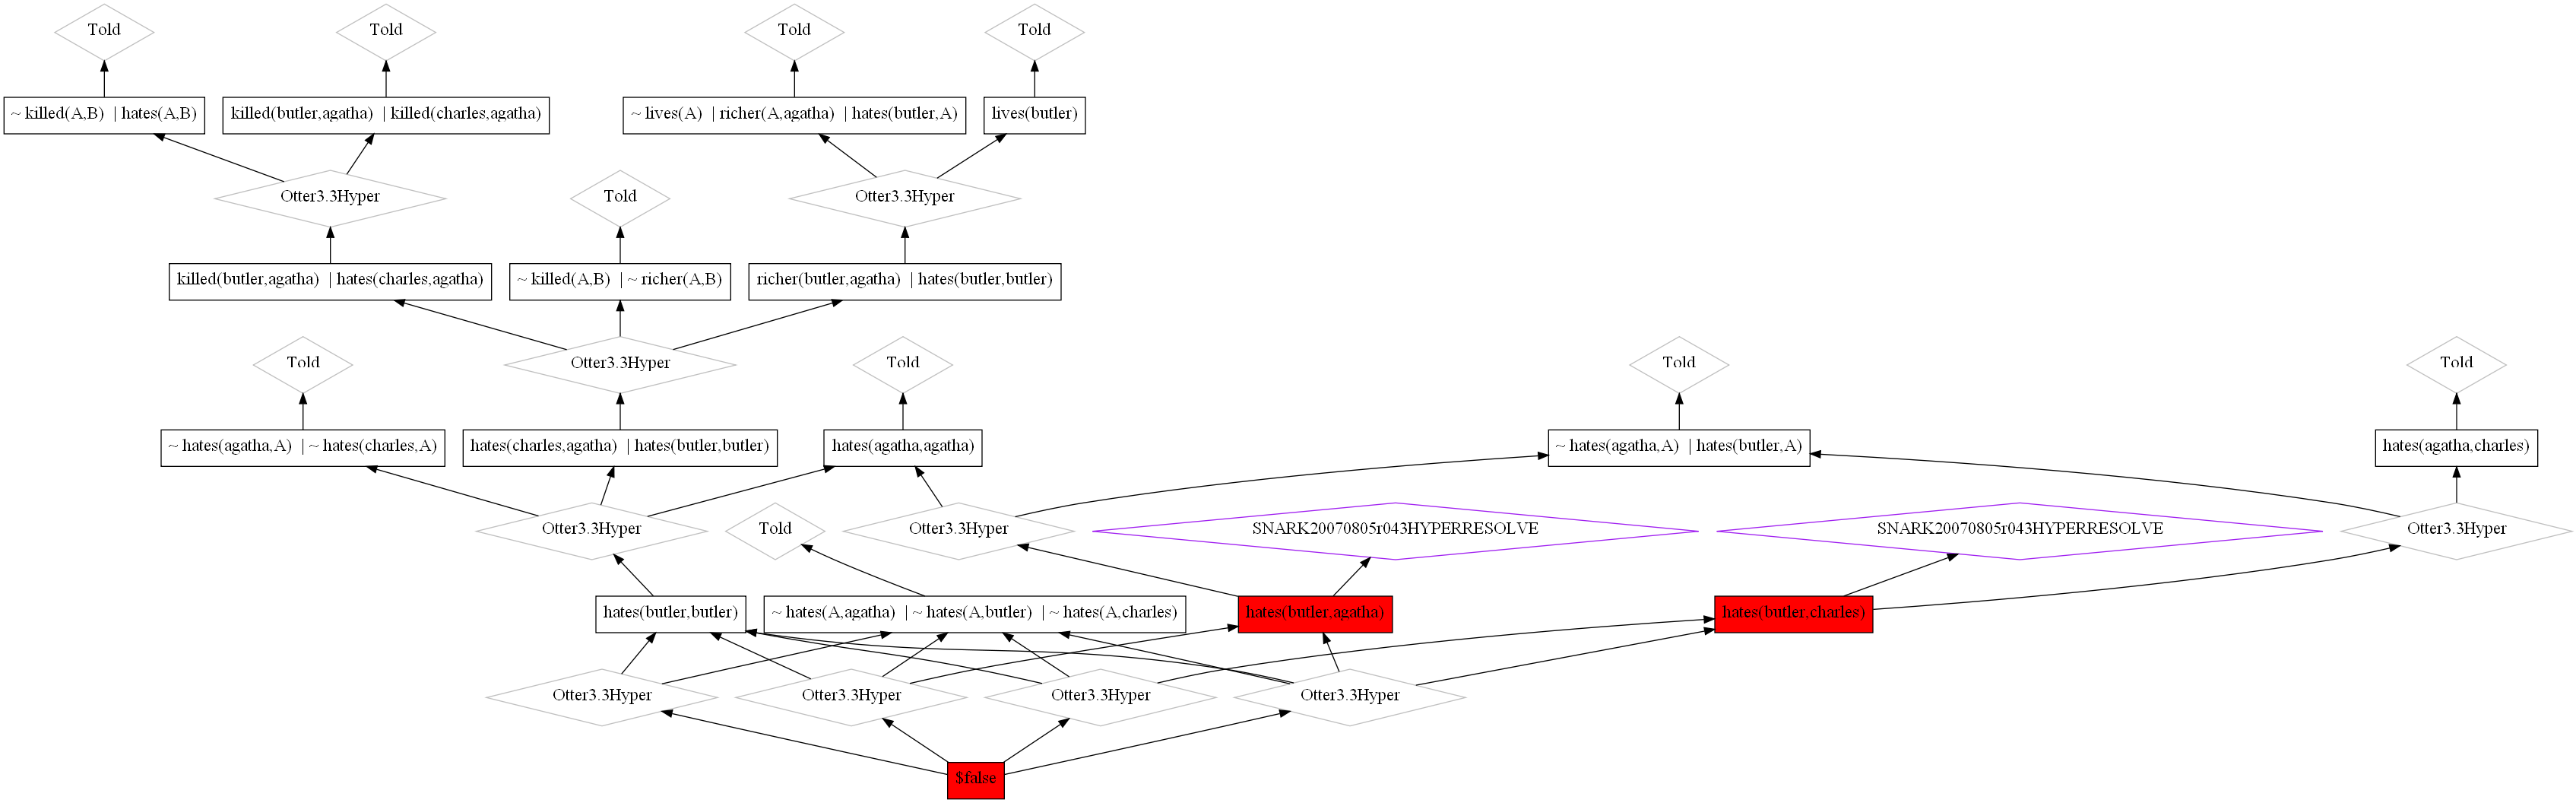 Told
Told
Told
Told
~ killed(A,B) | hates(A,B)
killed(butler,agatha) | killed(charles,agatha)
~ lives(A) | richer(A,agatha) | hates(butler,A)
lives(butler)
Otter3.3Hyper
Told
Otter3.3Hyper
killed(butler,agatha) | hates(charles,agatha)
~ killed(A,B) | ~ richer(A,B)
richer(butler,agatha) | hates(butler,butler)
Told
Otter3.3Hyper
Told
Told
Told
~ hates(agatha,A) | ~ hates(charles,A)
hates(charles,agatha) | hates(butler,butler)
hates(agatha,agatha)
~ hates(agatha,A) | hates(butler,A)
hates(agatha,charles)
Otter3.3Hyper
Told
Otter3.3Hyper
SNARK20070805r043HYPERRESOLVE
SNARK20070805r043HYPERRESOLVE
Otter3.3Hyper
hates(butler,butler)
~ hates(A,agatha) | ~ hates(A,butler) | ~ hates(A,charles)
hates(butler,agatha)
hates(butler,charles)
Otter3.3Hyper
Otter3.3Hyper
Otter3.3Hyper
Otter3.3Hyper
$false